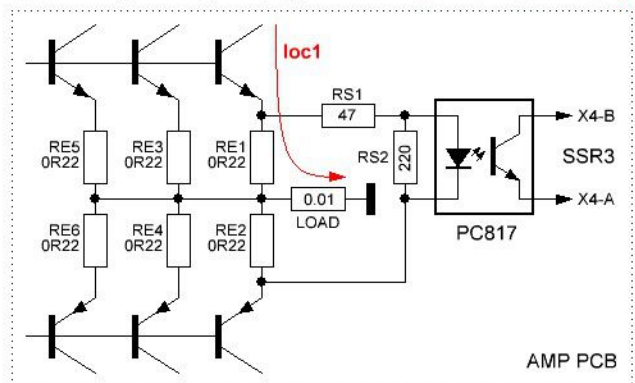 Ioc1
RS1
47
X4-B
RE5
0R22
RE3
0R22
RE1
0R22
RS2
220
SSR3
0.01
LOAD
X4-A
RE6
0R22
RE4
0R22
RE2
0R22
PC817
AMP PCB